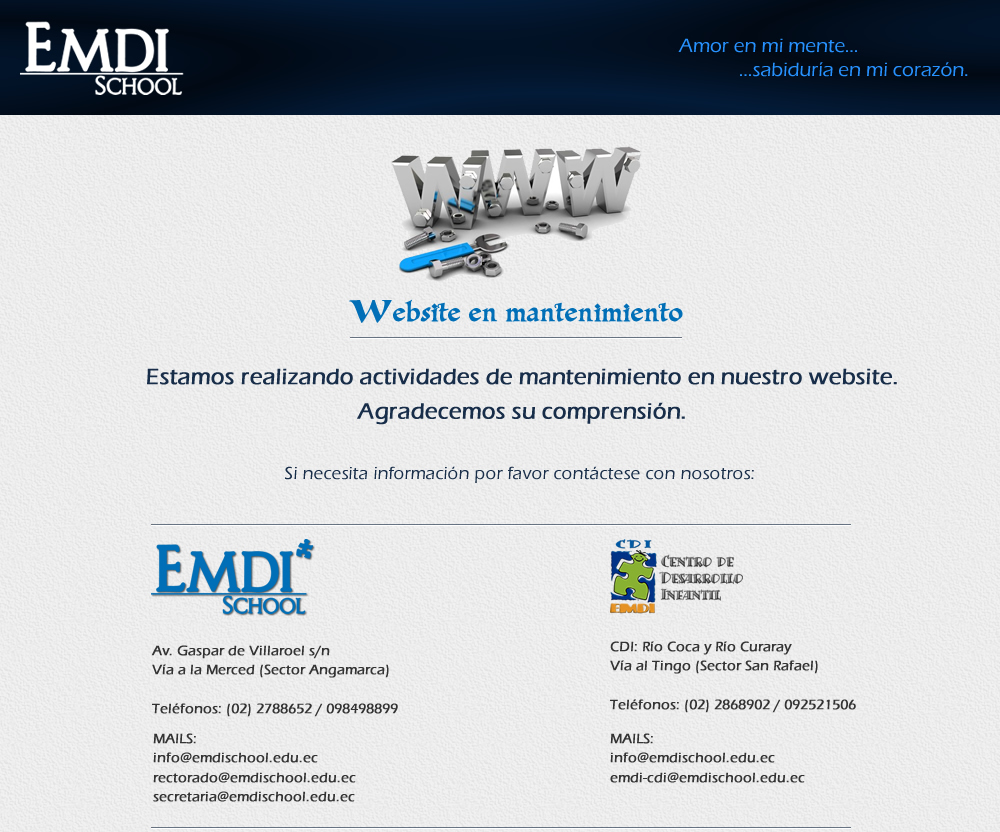 EMDI
SCHOOL
Amor en mi mente...
...sabiduría en mi corazón.
WWW
Website en mantenimiento
Estamos realizando actividades de mantenimiento en nuestro website.
Agradecemos su comprensión.
Si necesita información por favor contáctese con nosotros:
EMDI
SCHOOL
Av. Gaspar de Villaroel s/n
Vía a la Merced (Sector Angamarca)
Teléfonos: (02) 2788652 / 098498899
MAILS:
info@emdischool.edu.ec
rectorado@emdischool.edu.ec
secretaria@emdischool.edu.ec
CDI
CENTRO DE
DESARROLLO
INFANTIL
EMDI
CDI: Río Coca y Río Curaray
Vía al Tingo (Sector San Rafael)
Teléfonos: (02) 2868902 / 092521506
MAILS:
info@emdischool.edu.ec
emdi-cdi@emdischool.edu.ec